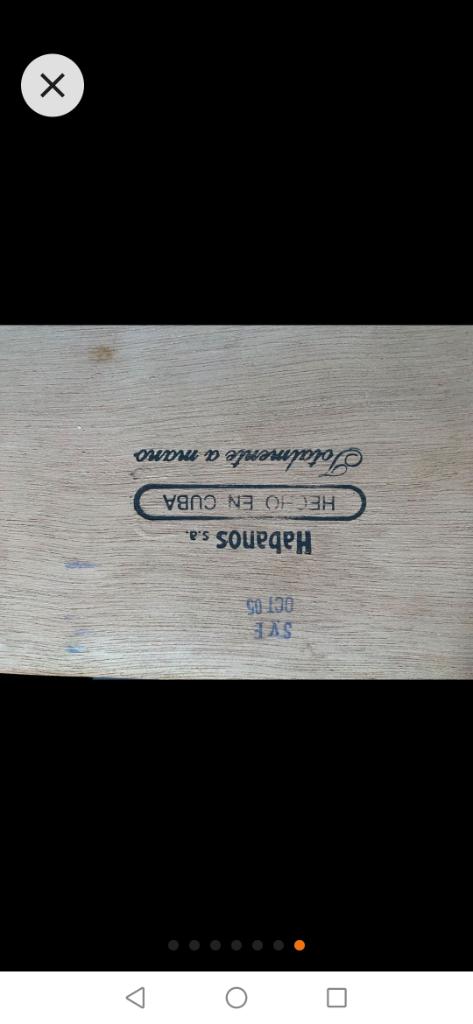 SVE
OCT 05
Habanos s.a.
HECHO EN CUBA
Totalmente a mano